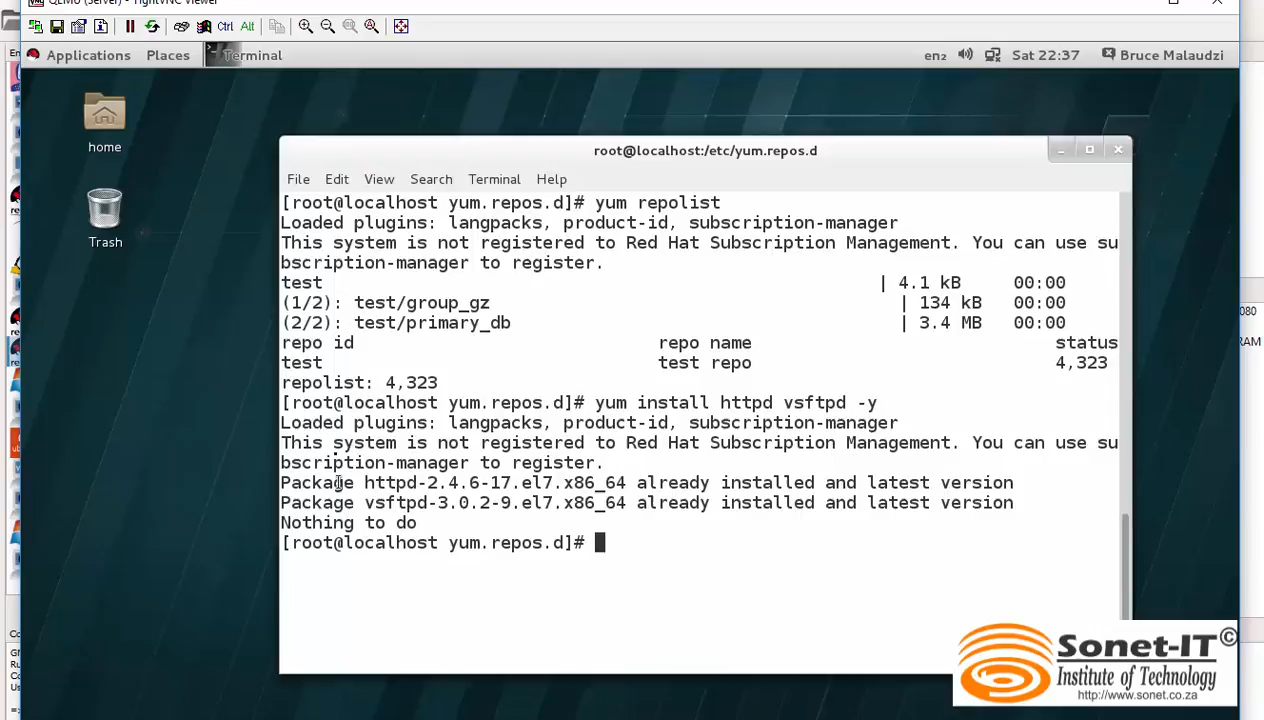 QEMU (Server) - TightVNC Viewer
Ctrl Alt
Applications Places Terminal en2 Sat 22:37 Bruce Malaudzi
home
Trash
root@localhost:/etc/yum.repos.d
File Edit View Search Terminal Help
[root@localhost yum.repos.d]# yum repolist
Loaded plugins: langpacks, product-id, subscription-manager
This system is not registered to Red Hat Subscription Management. You can use su
bscription-manager to register.
test | 4.1 kB 00:00
(1/2): test/group_gz | 134 kB 00:00
(2/2): test/primary_db | 3.4 MB 00:00
repo id repo name status
test test repo 4,323
repolist: 4,323
[root@localhost yum.repos.d]# yum install httpd vsftpd -y
Loaded plugins: langpacks, product-id, subscription-manager
This system is not registered to Red Hat Subscription Management. You can use su
bscription-manager to register.
Package httpd-2.4.6-17.el7.x86_64 already installed and latest version
Package vsftpd-3.0.2-9.el7.x86_64 already installed and latest version
Nothing to do
[root@localhost yum.repos.d]#
Sonet-IT©
Institute of Technology
http://www.sonet.co.za